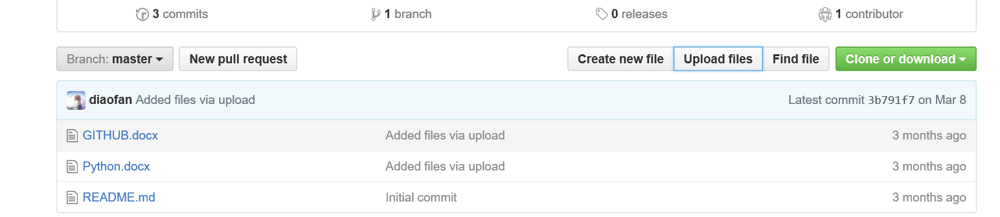 3 commits 1 branch 0 releases 1 contributor
Branch: master New pull request Create new file Upload files Find file Clone or download
diaofan Added files via upload Latest commit 3b791f7 on Mar 8
GITHUB.docx Added files via upload 3 months ago
Python.docx Added files via upload 3 months ago
README.md Initial commit 3 months ago